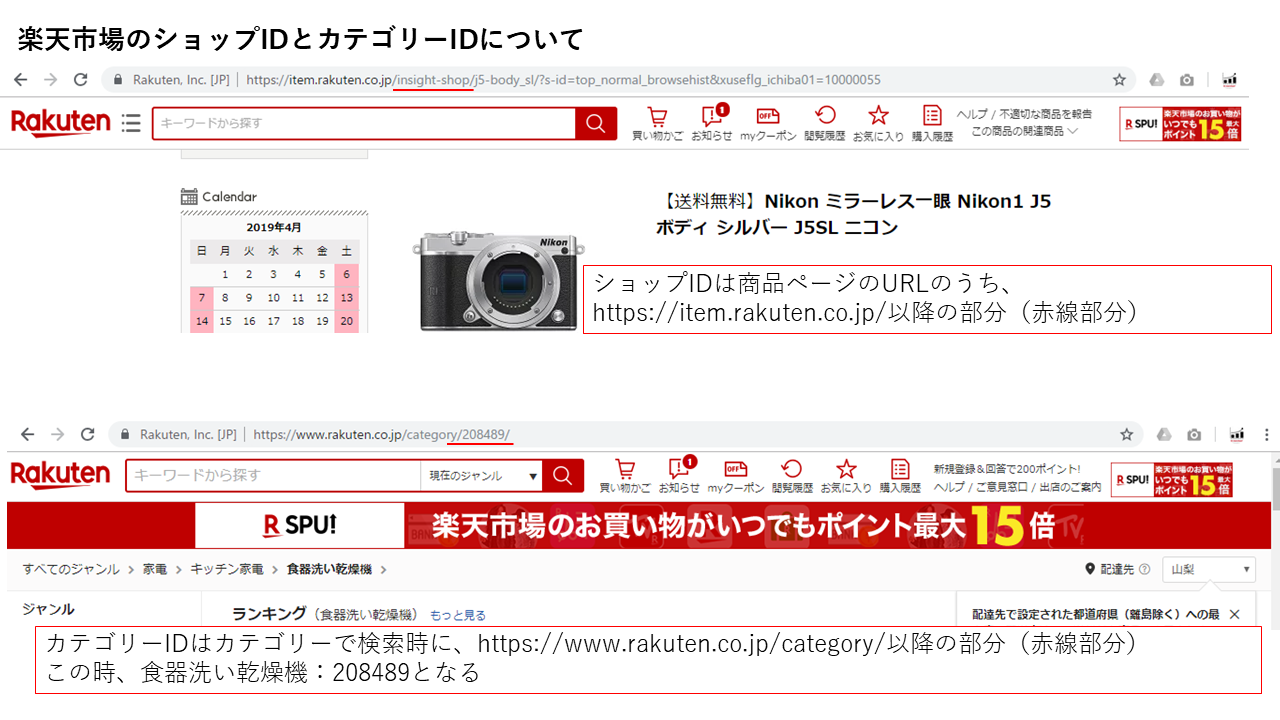 楽天市場のショップIDとカテゴリーIDについて
Rakuten, Inc. [JP] | https://item.rakuten.co.jp/insight-shop/j5-body_sl/?s-id=top_normal_browsehist&xuseflg_ichiba01=10000055
Rakuten
キーワードから探す
1
買い物かご お知らせ myクーポン 閲覧履歴 お気に入り 購入履歴
ヘルプ / 不適切な商品を報告
この商品の関連商品
R SPU!
楽天市場のお買い物が
いつでも
ポイント 15 最大 倍
Calendar
2019年4月
日 月 火 水 木 金 土
1 2 3 4 5 6
7 8 9 10 11 12 13
14 15 16 17 18 19 20
Nikon
【送料無料】Nikon ミラーレス一眼 Nikon1 J5
ボディ シルバー J5SL ニコン
ショップIDは商品ページのURLのうち、
https://item.rakuten.co.jp/以降の部分（赤線部分）
Rakuten, Inc. [JP] | https://www.rakuten.co.jp/category/208489/
Rakuten
キーワードから探す
現在のジャンル
1
買い物かご お知らせ myクーポン 閲覧履歴 お気に入り 購入履歴
新規登録＆回答で200ポイント!
ヘルプ / ご意見窓口 / 出店のご案内
R SPU!
楽天市場のお買い物が
いつでも
ポイント 15 最大 倍
R SPU!
楽天市場のお買い物がいつでもポイント最大15倍
すべてのジャンル > 家電 > キッチン家電 > 食器洗い乾燥機 >
配達先
山梨
ジャンル
ランキング（食器洗い乾燥機） もっと見る
配達先で設定された都道府県（離島除く）への最
カテゴリーIDはカテゴリーで検索時に、https://www.rakuten.co.jp/category/以降の部分（赤線部分）
この時、食器洗い乾燥機：208489となる